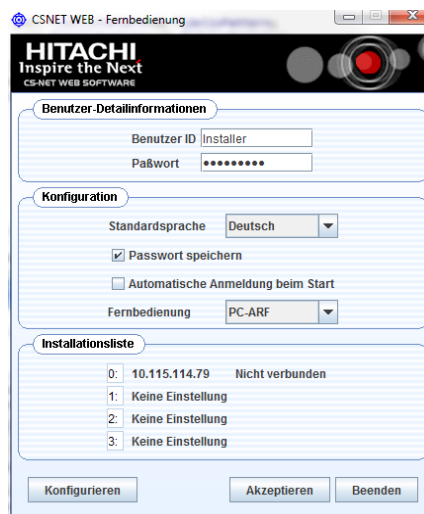 CSNET WEB - Fernbedienung
HITACHI
Inspire the Next
CS-NET WEB SOFTWARE
Benutzer-Detailinformationen
Benutzer ID Installer
Paßwort •••••••••
Konfiguration
Standardsprache Deutsch
Passwort speichern
Automatische Anmeldung beim Start
Fernbedienung PC-ARF
Installationsliste
0: 10.115.114.79 Nicht verbunden
1: Keine Einstellung
2: Keine Einstellung
3: Keine Einstellung
Konfigurieren Akzeptieren Beenden